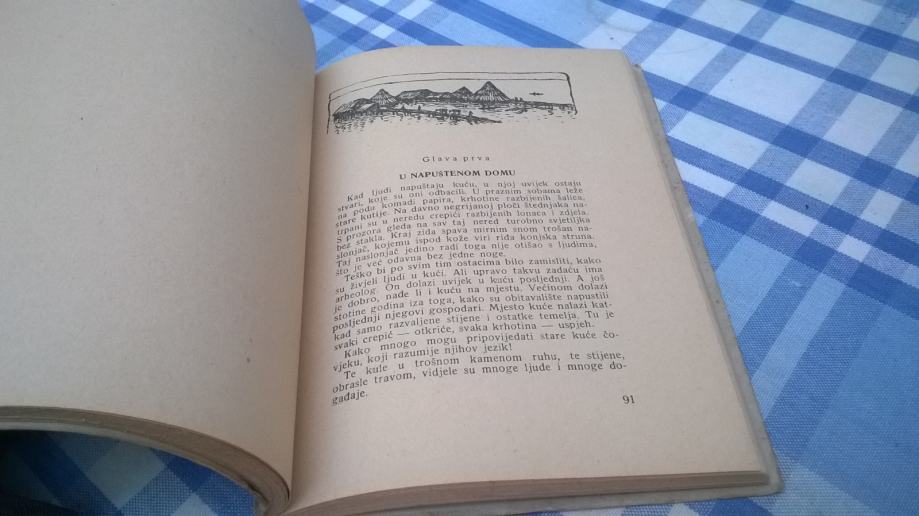 Glava prva
U NAPUŠTENOM DOMU
Kad ljudi napuštaju kuću, u njoj uvijek ostaju
stvari, koje su oni odbacili. U praznim sobama leže
na podu komadi papira, krhotine razbijenih šalica,
stare kutije. Na davno negrijanoj ploči štednjaka na-
trpani su u neredu crepići razbijenih lonaca i zdjela.
S prozora gleda na sav taj nered turobno svjetiljka
bez stakla. Kraj zida spava mirnim snom trošan na-
slonjač, kojemu ispod kože viri riđa konjska struna.
Taj naslonjač jedino radi toga nije otišao s ljudima,
što je već odavna bez jedne noge.
Teško bi po svim tim ostacima bilo zamisliti, kako
su živjeli ljudi u kući. Ali upravo takvu zadaću ima
arheolog. On dolazi uvijek u kuću posljednji. A još
je dobro, nađe li i kuću na mjestu. Većinom dolazi
stotine godina iza toga, kako su obitavalište napustili
posljednji njegovi gospodari. Mjesto kuće nalazi kat-
kad samo razvaljene stijene i ostatke temelja. Tu je
svaki crepić — otkriće, svaka krhotina — uspjeh.
Kako mnogo mogu pripovijedati stare kuće čo-
vjeku, koji razumije njihov jezik!
Te kule u trošnom kamenom ruhu, te stijene,
obrasle travom, vidjele su mnoge ljude i mnoge do-
gađaje.
91